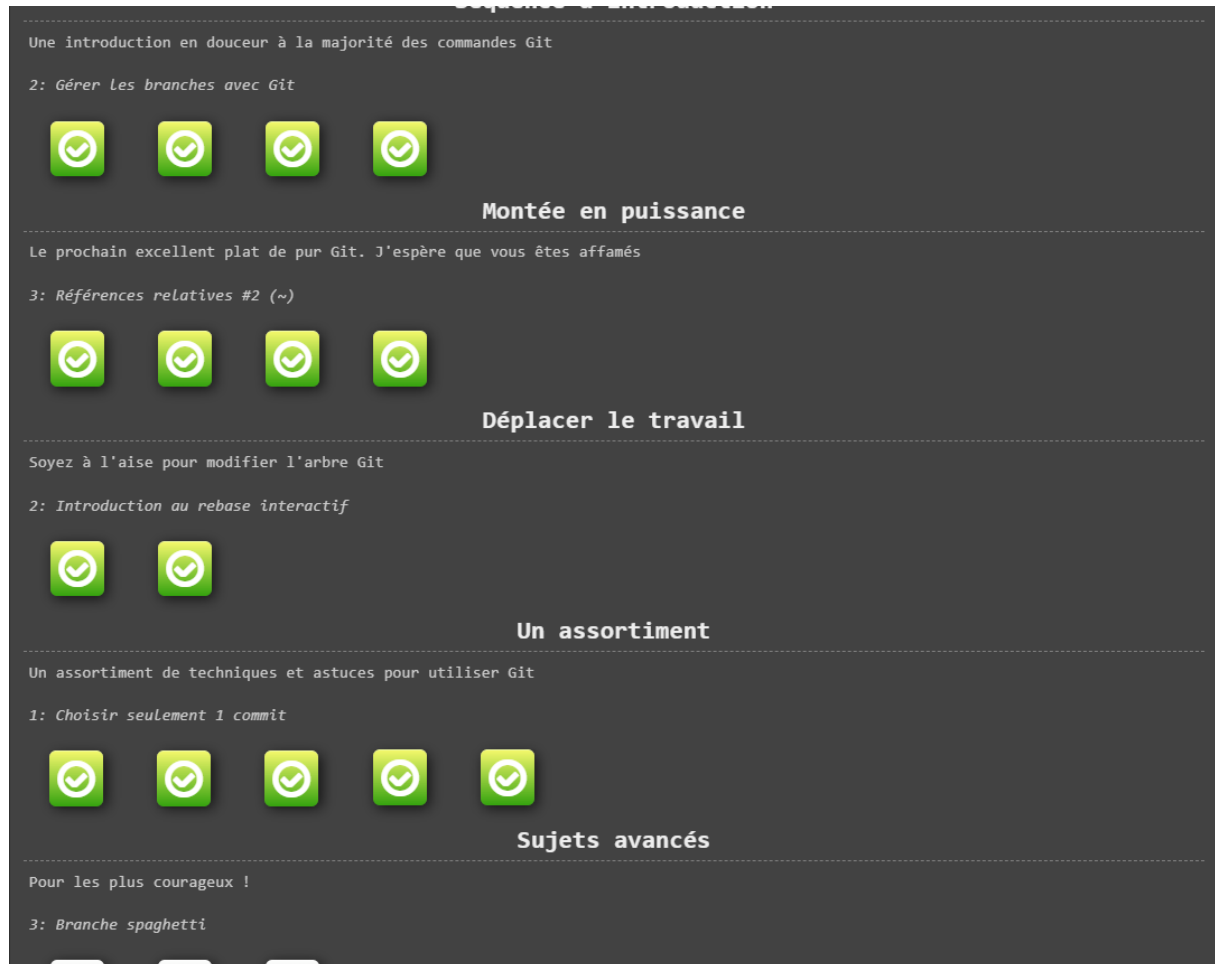 Une introduction en douceur à la majorité des commandes Git
2: Gérer les branches avec Git
Montée en puissance
Le prochain excellent plat de pur Git. J'espère que vous êtes affamés
3: Références relatives #2 (~)
Déplacer le travail
Soyez à l'aise pour modifier l'arbre Git
2: Introduction au rebase interactif
Un assortiment
Un assortiment de techniques et astuces pour utiliser Git
1: Choisir seulement 1 commit
Sujets avancés
Pour les plus courageux !
3: Branche spaghetti